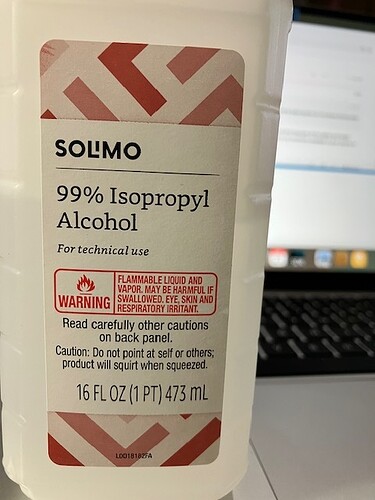 SOLIMO
99% Isopropyl
Alcohol
For technical use
WARNING
FLAMMABLE LIQUID AND
VAPOR. MAY BE HARMFUL IF
SWALLOWED. EYE, SKIN AND
RESPIRATORY IRRITANT.
Read carefully other cautions
on back panel.
Caution: Do not point at self or others;
product will squirt when squeezed.
16 FL OZ (1 PT) 473 mL
L0018182FA